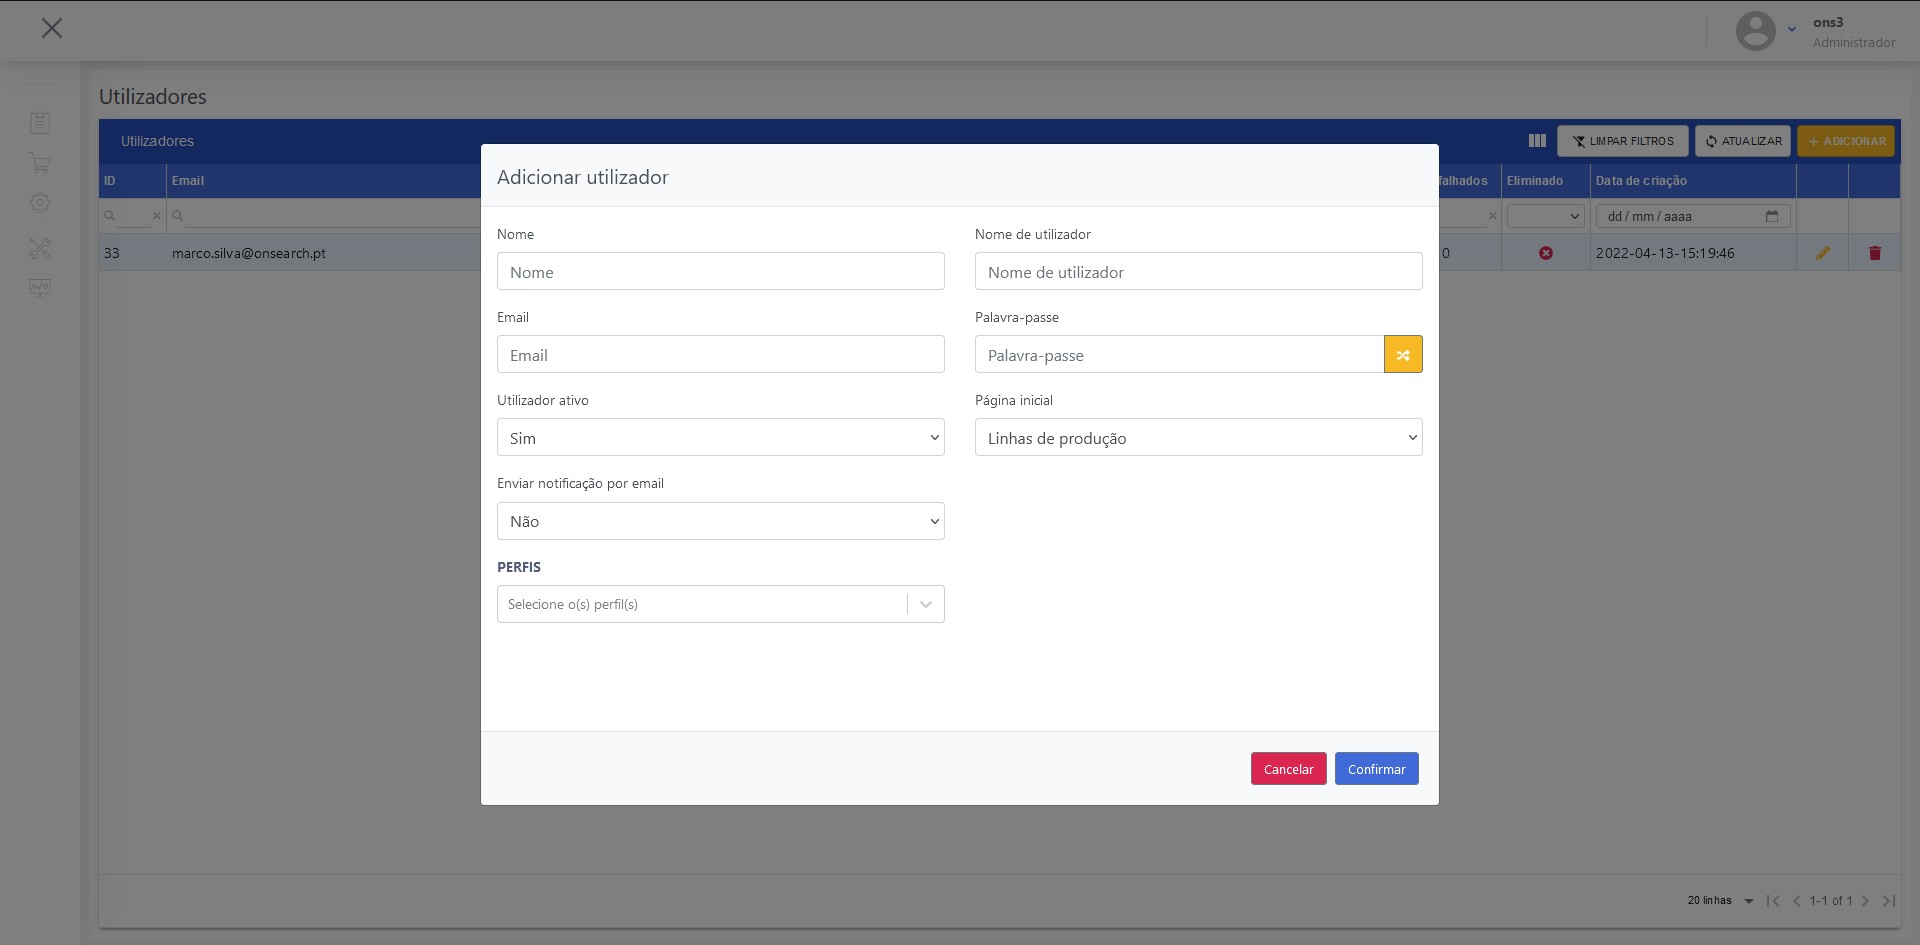 ons3
Administrador
Utilizadores
Utilizadores
LIMPAR FILTROS
ATUALIZAR
+ ADICIONAR
ID
Email
falhados
Eliminado
Data de criação
dd / mm / aaaa
33
marco.silva@onsearch.pt
0
2022-04-13-15:19:46
Adicionar utilizador
Nome
Nome de utilizador
Nome
Nome de utilizador
Email
Palavra-passe
Email
Palavra-passe
Utilizador ativo
Página inicial
Sim
Linhas de produção
Enviar notificação por email
Não
PERFIS
Selecione o(s) perfil(s)
Cancelar
Confirmar
20 linhas
1-1 of 1